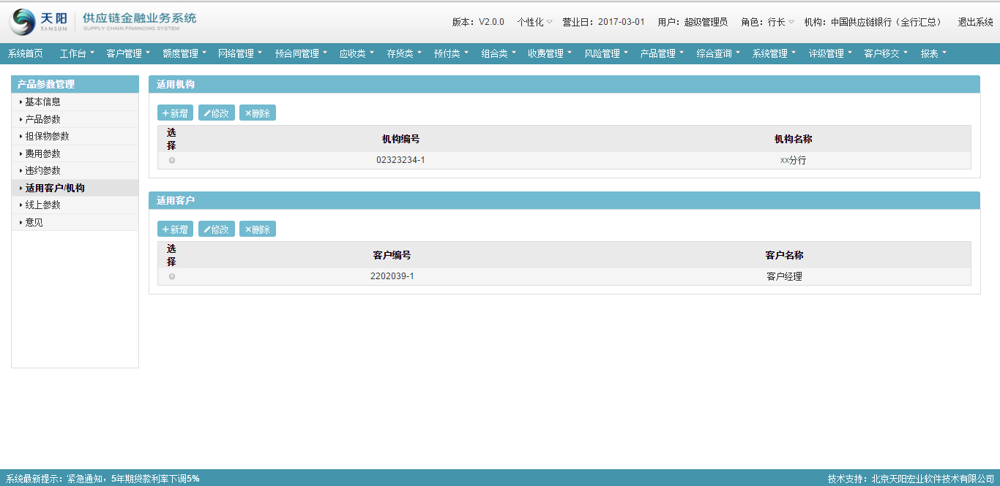 天阳 TANSUN 供应链金融业务系统 SUPPLY CHAIN FINANCING SYSTEM
版本：V2.0.0 个性化 营业日：2017-03-01 用户：超级管理员 角色：行长 机构：中国供应链银行（全行汇总） 退出系统
系统首页 工作台 客户管理 额度管理 网络管理 预合同管理 应收类 存货类 预付类 组合类 收费管理 风险管理 产品管理 综合查询 系统管理 评级管理 客户移交 报表
产品参数管理
基本信息
产品参数
担保物参数
费用参数
违约参数
适用客户/机构
线上参数
意见
适用机构
+新增 修改 ×删除
选择 机构编号 机构名称
02323234-1 xx分行
适用客户
+新增 修改 ×删除
选择 客户编号 客户名称
2202039-1 客户经理
系统最新提示：紧急通知，5年期贷款利率下调5% 技术支持：北京天阳宏业软件技术有限公司